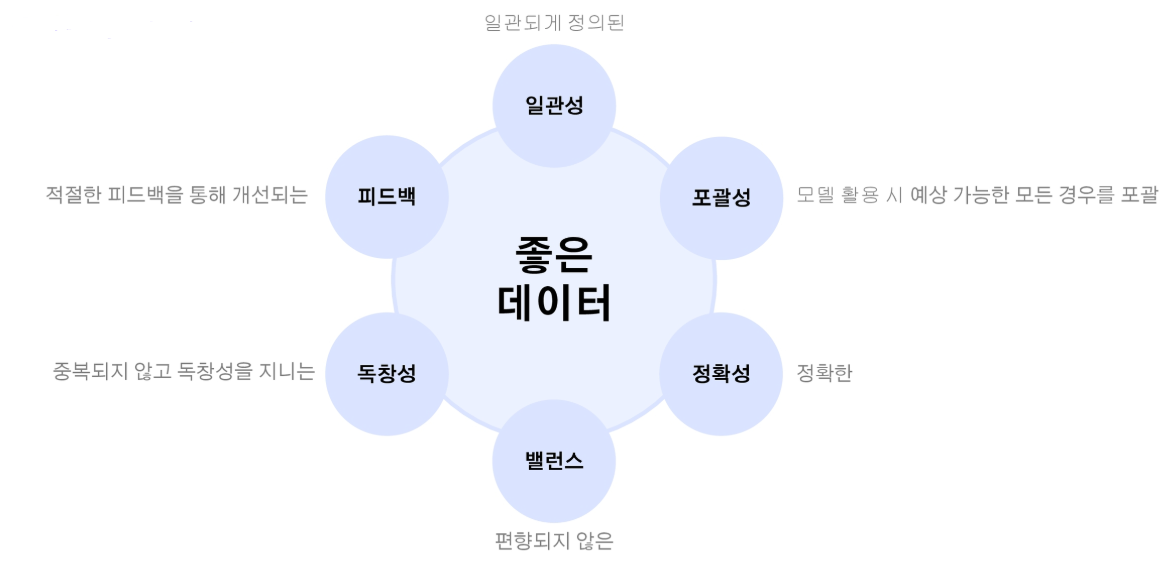 일관되게 정의된
일관성
적절한 피드백을 통해 개선되는
피드백
포괄성
모델 활용 시 예상 가능한 모든 경우를 포괄
좋은
데이터
중복되지 않고 독창성을 지니는
독창성
정확성
정확한
밸런스
편향되지 않은